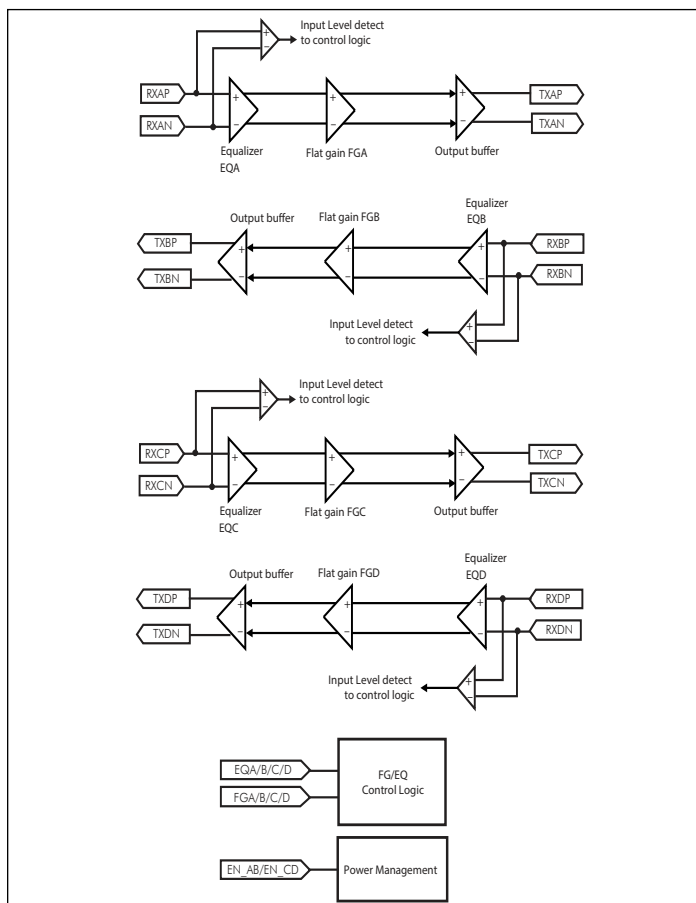 Input Level detect
to control logic
+
−
RXAP
RXAN
+
−
+
−
+
−
TXAP
TXAN
Equalizer
EQA
Flat gain FGA
Output buffer
Output buffer
Flat gain FGB
Equalizer
EQB
TXBP
TXBN
+
−
+
−
+
−
RXBP
RXBN
Input Level detect
to control logic
+
−
Input Level detect
to control logic
+
−
RXCP
RXCN
+
−
+
−
+
−
TXCP
TXCN
Equalizer
EQC
Flat gain FGC
Output buffer
Output buffer
Flat gain FGD
Equalizer
EQD
TXDP
TXDN
+
−
+
−
+
−
RXDP
RXDN
Input Level detect
to control logic
+
−
EQA/B/C/D
FGA/B/C/D
FG/EQ
Control Logic
EN_AB/EN_CD
Power Management